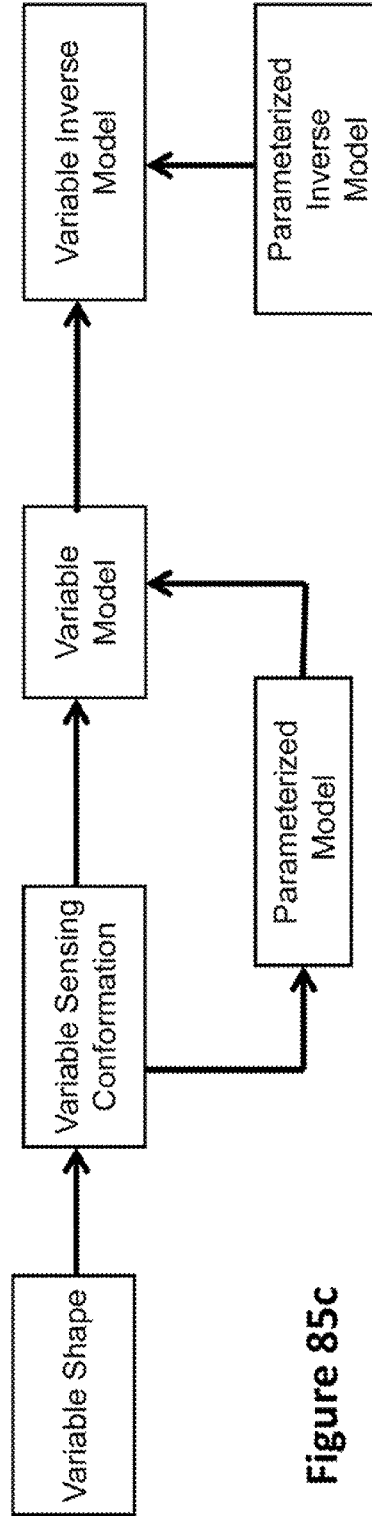 Variable Shape
Variable Sensing
Conformation
Variable
Model
Variable Inverse
Model
Parameterized
Model
Parameterized
Inverse
Model
Figure 85c